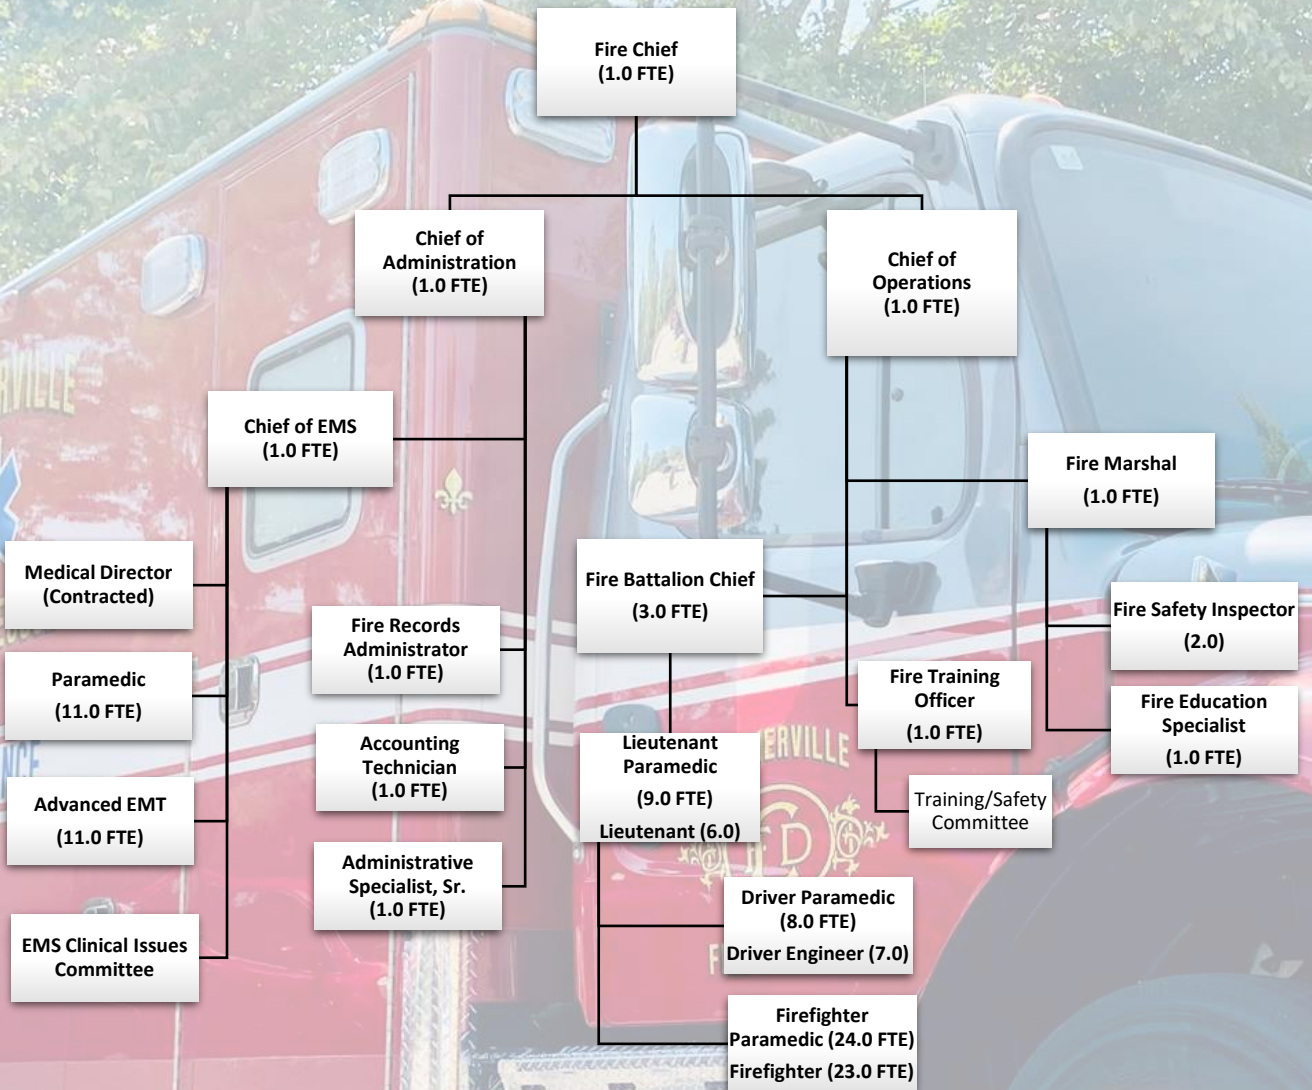 Fire Chief
(1.0 FTE)
Chief of
Administration
(1.0 FTE)
Chief of
Operations
(1.0 FTE)
Chief of EMS
(1.0 FTE)
Fire Marshal
(1.0 FTE)
Medical Director
(Contracted)
Paramedic
(11.0 FTE)
Advanced EMT
(11.0 FTE)
EMS Clinical Issues
Committee
Fire Records
Administrator
(1.0 FTE)
Accounting
Technician
(1.0 FTE)
Administrative
Specialist, Sr.
(1.0 FTE)
Fire Battalion Chief
(3.0 FTE)
Lieutenant
Paramedic
(9.0 FTE)
Lieutenant (6.0)
Driver Paramedic
(8.0 FTE)
Driver Engineer (7.0)
Firefighter
Paramedic (24.0 FTE)
Firefighter (23.0 FTE)
Fire Training
Officer
(1.0 FTE)
Training/Safety
Committee
Fire Safety Inspector
(2.0)
Fire Education
Specialist
(1.0 FTE)
RVILLE
NCE
ERVILLE
F D